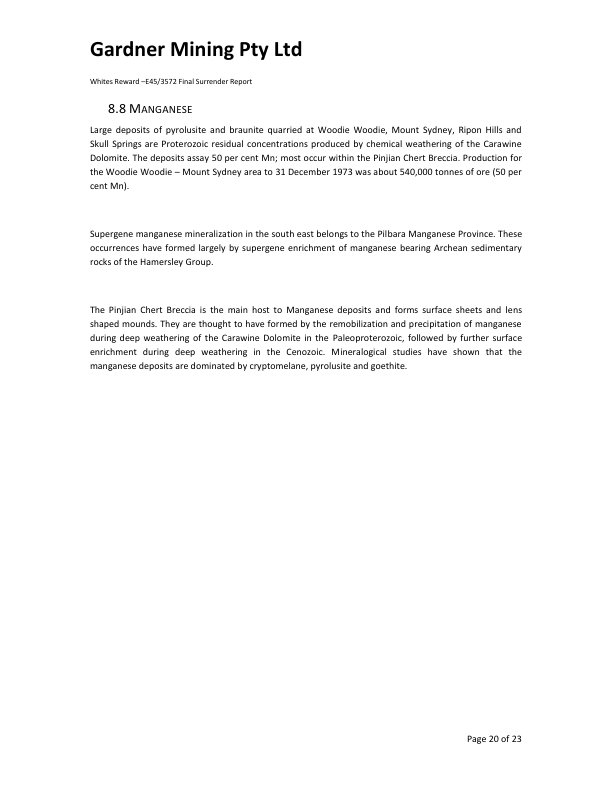 Gardner Mining Pty Ltd
Whites Reward –E45/3572 Final Surrender Report
8.8 MANGANESE
Large deposits of pyrolusite and braunite quarried at Woodie Woodie, Mount Sydney, Ripon Hills and
Skull Springs are Proterozoic residual concentrations produced by chemical weathering of the Carawine
Dolomite. The deposits assay 50 per cent Mn; most occur within the Pinjian Chert Breccia. Production for
the Woodie Woodie – Mount Sydney area to 31 December 1973 was about 540,000 tonnes of ore (50 per
cent Mn).
Supergene manganese mineralization in the south east belongs to the Pilbara Manganese Province. These
occurrences have formed largely by supergene enrichment of manganese bearing Archean sedimentary
rocks of the Hamersley Group.
The Pinjian Chert Breccia is the main host to Manganese deposits and forms surface sheets and lens
shaped mounds. They are thought to have formed by the remobilization and precipitation of manganese
during deep weathering of the Carawine Dolomite in the Paleoproterozoic, followed by further surface
enrichment during deep weathering in the Cenozoic. Mineralogical studies have shown that the
manganese deposits are dominated by cryptomelane, pyrolusite and goethite.
Page 20 of 23